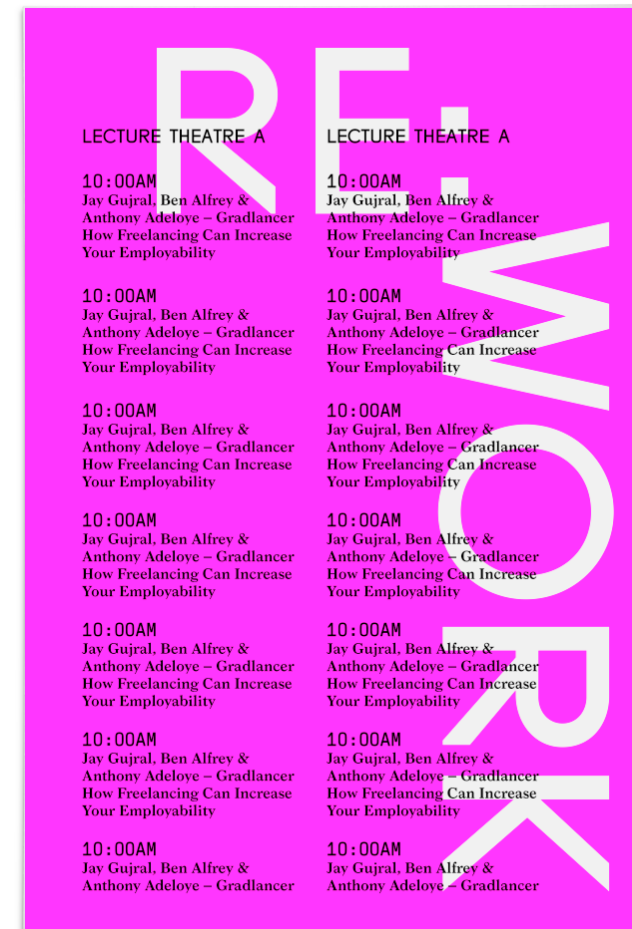 RE:
WORK
LECTURE THEATRE A
10:00AM
Jay Gujral, Ben Alfrey &
Anthony Adeloye – Gradlancer
How Freelancing Can Increase
Your Employability
10:00AM
Jay Gujral, Ben Alfrey &
Anthony Adeloye – Gradlancer
How Freelancing Can Increase
Your Employability
10:00AM
Jay Gujral, Ben Alfrey &
Anthony Adeloye – Gradlancer
How Freelancing Can Increase
Your Employability
10:00AM
Jay Gujral, Ben Alfrey &
Anthony Adeloye – Gradlancer
How Freelancing Can Increase
Your Employability
10:00AM
Jay Gujral, Ben Alfrey &
Anthony Adeloye – Gradlancer
How Freelancing Can Increase
Your Employability
10:00AM
Jay Gujral, Ben Alfrey &
Anthony Adeloye – Gradlancer
How Freelancing Can Increase
Your Employability
10:00AM
Jay Gujral, Ben Alfrey &
Anthony Adeloye – Gradlancer
LECTURE THEATRE A
10:00AM
Jay Gujral, Ben Alfrey &
Anthony Adeloye – Gradlancer
How Freelancing Can Increase
Your Employability
10:00AM
Jay Gujral, Ben Alfrey &
Anthony Adeloye – Gradlancer
How Freelancing Can Increase
Your Employability
10:00AM
Jay Gujral, Ben Alfrey &
Anthony Adeloye – Gradlancer
How Freelancing Can Increase
Your Employability
10:00AM
Jay Gujral, Ben Alfrey &
Anthony Adeloye – Gradlancer
How Freelancing Can Increase
Your Employability
10:00AM
Jay Gujral, Ben Alfrey &
Anthony Adeloye – Gradlancer
How Freelancing Can Increase
Your Employability
10:00AM
Jay Gujral, Ben Alfrey &
Anthony Adeloye – Gradlancer
How Freelancing Can Increase
Your Employability
10:00AM
Jay Gujral, Ben Alfrey &
Anthony Adeloye – Gradlancer